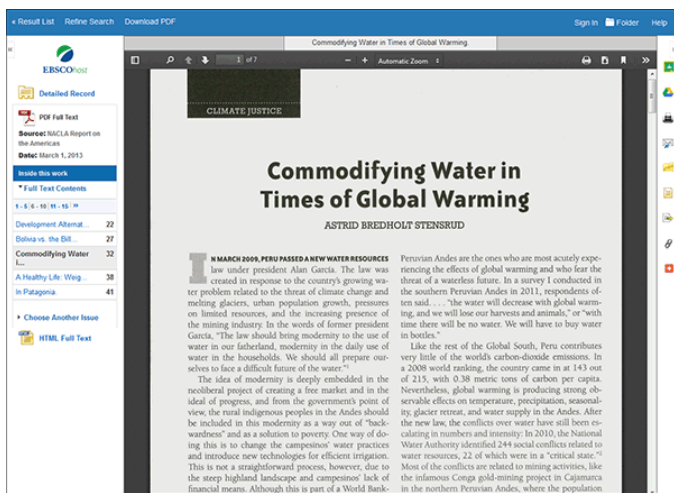 « Result List Refine Search Download PDF Sign In Folder Help
Commodifying Water in Times of Global Warming.
1 of 7 Automatic Zoom
EBSCOhost
Detailed Record
PDF Full Text
Source: NACLA Report on
the Americas
Date: March 1, 2013
Inside this work
Full Text Contents
1 - 5 6 - 10 11 - 15 »
Development Alternat... 22
Bolivia vs. the Bill... 27
Commodifying Water 32
i...
A Healthy Life: Weig... 38
In Patagonia 41
Choose Another Issue
HTML Full Text
CLIMATE JUSTICE
Commodifying Water in
Times of Global Warming
ASTRID BREDHOLT STENSRUD
IN MARCH 2009, PERU PASSED A NEW WATER RESOURCES
law under president Alan García. The law was
created in response to the country's growing wa-
ter problem related to the threat of climate change and
melting glaciers, urban population growth, pressures
on limited resources, and the increasing presence of
the mining industry. In the words of former president
García, "The law should bring modernity to the use of
water in our fatherland, modernity in the daily use of
water in the households. We should all prepare our-
selves to face a difficult future of the water."1
The idea of modernity is deeply embedded in the
neoliberal project of creating a free market and in the
ideal of progress, and from the government's point of
view, the rural indigenous peoples in the Andes should
be included in this modernity as a way out of "back-
wardness" and as a solution to poverty. One way of do-
ing this is to change the campesinos' water practices
and introduce new technologies for efficient irrigation.
This is not a straightforward process, however, due to
the steep highland landscape and campesinos' lack of
financial means. Although this is part of a World Bank-
Peruvian Andes are the ones who are most acutely expe-
riencing the effects of global warming and who fear the
threat of a waterless future. In a survey I conducted in
the southern Peruvian Andes in 2011, respondents of-
ten said. . . . "the water will decrease with global warm-
ing, and we will lose our harvests and animals," or "with
time there will be no water. We will have to buy water
in bottles."
Like the rest of the Global South, Peru contributes
very little of the world's carbon-dioxide emissions. In
a 2008 world ranking, the country came in at 143 out
of 215, with 0.38 metric tons of carbon per capita.
Nevertheless, global warming is producing strong ob-
servable effects on temperature, precipitation, seasonal-
ity, glacier retreat, and water supply in the Andes. After
the new law, the conflicts over water have still been es-
calating in numbers and intensity: In 2010, the National
Water Authority identified 244 social conflicts related to
water resources, 22 of which were in a "critical state."2
Most of the conflicts are related to mining activities, like
the infamous Conga gold-mining project in Cajamarca
in the northern Peruvian Andes, where the population